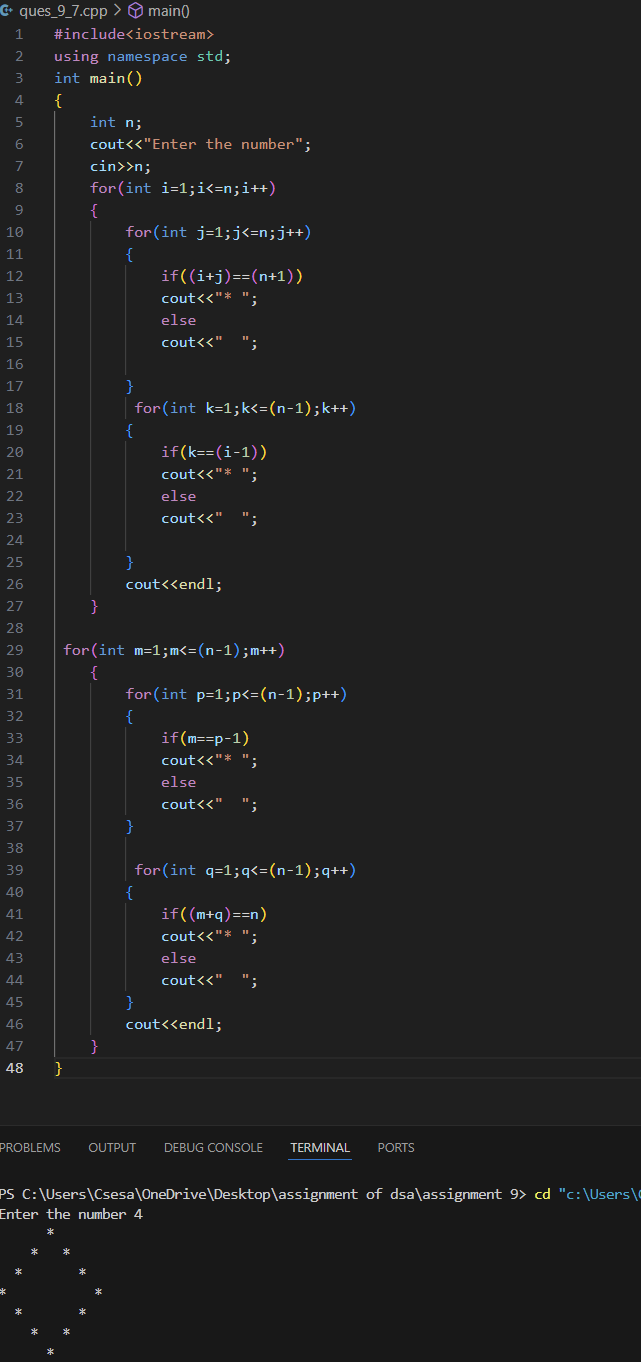 ques_9_7.cpp > main()
1 #include<iostream>
2 using namespace std;
3 int main()
4 {
5     int n;
6     cout<<"Enter the number";
7     cin>>n;
8     for(int i=1;i<=n;i++)
9     {
10         for(int j=1;j<=n;j++)
11         {
12             if((i+j)==(n+1))
13             cout<<"* ";
14             else
15             cout<<"  ";
16
17         }
18          for(int k=1;k<=(n-1);k++)
19         {
20             if(k==(i-1))
21             cout<<"* ";
22             else
23             cout<<"  ";
24
25         }
26         cout<<endl;
27     }
28
29  for(int m=1;m<=(n-1);m++)
30     {
31         for(int p=1;p<=(n-1);p++)
32         {
33             if(m==p-1)
34             cout<<"* ";
35             else
36             cout<<"  ";
37         }
38
39          for(int q=1;q<=(n-1);q++)
40         {
41             if((m+q)==n)
42             cout<<"* ";
43             else
44             cout<<"  ";
45         }
46         cout<<endl;
47     }
48 }
PROBLEMS OUTPUT DEBUG CONSOLE TERMINAL PORTS
PS C:\Users\Csesa\OneDrive\Desktop\assignment of dsa\assignment 9> cd "c:\Users\
Enter the number 4
      *
    *   *
  *       *
*           *
  *       *
    *   *
      *